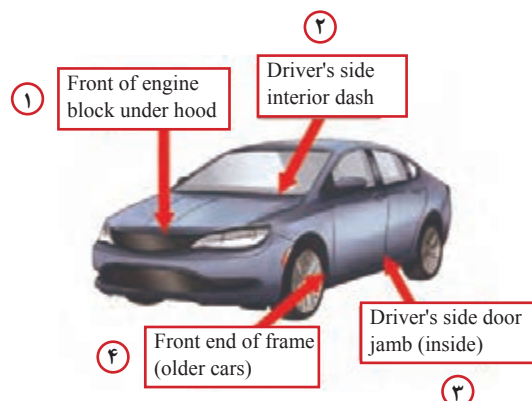 ۱
Front of engine
block under hood
۲
Driver's side
interior dash
۴
Front end of frame
(older cars)
Driver's side door
jamb (inside)
۳